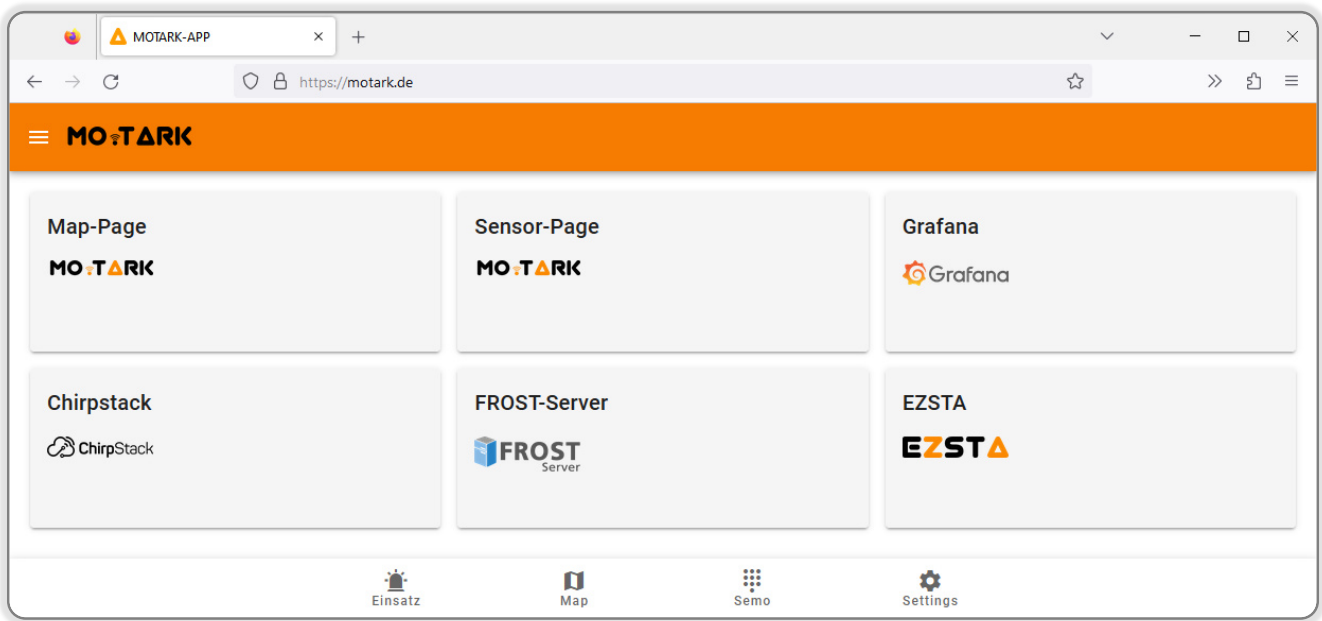 MOTARK-APP
https://motark.de
MOTARK
Map-Page
MOTARK
Sensor-Page
MOTARK
Grafana
Grafana
Chirpstack
ChirpStack
FROST-Server
FROST
Server
EZSTA
EZSTA
Einsatz
Map
Semo
Settings